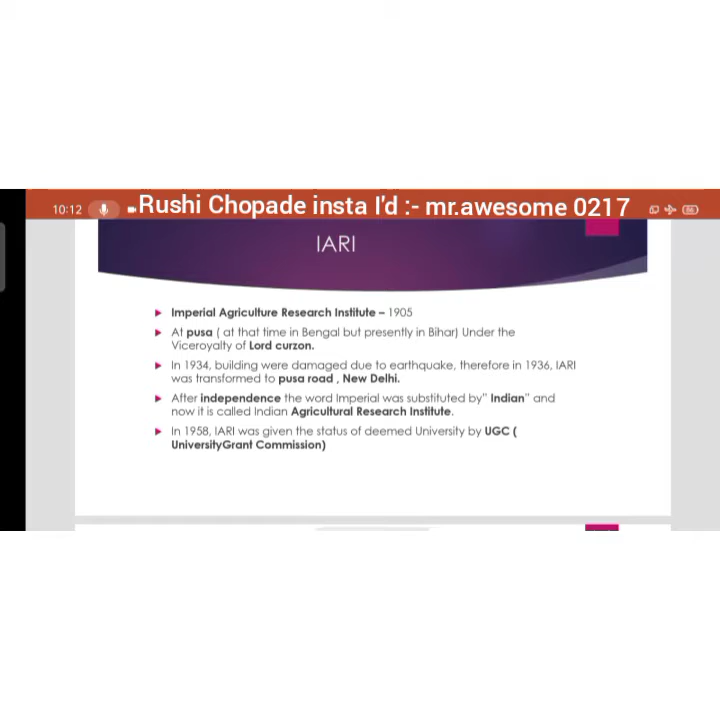 10:12 Rushi Chopade insta I'd :- mr.awesome 0217
IARI
Imperial Agriculture Research Institute – 1905
At pusa ( at that time in Bengal but presently in Bihar) Under the
Viceroyalty of Lord curzon.
In 1934, building were damaged due to earthquake, therefore in 1936, IARI
was transformed to pusa road , New Delhi.
After independence the word Imperial was substituted by" Indian" and
now it is called Indian Agricultural Research Institute.
In 1958, IARI was given the status of deemed University by UGC (
UniversityGrant Commission)